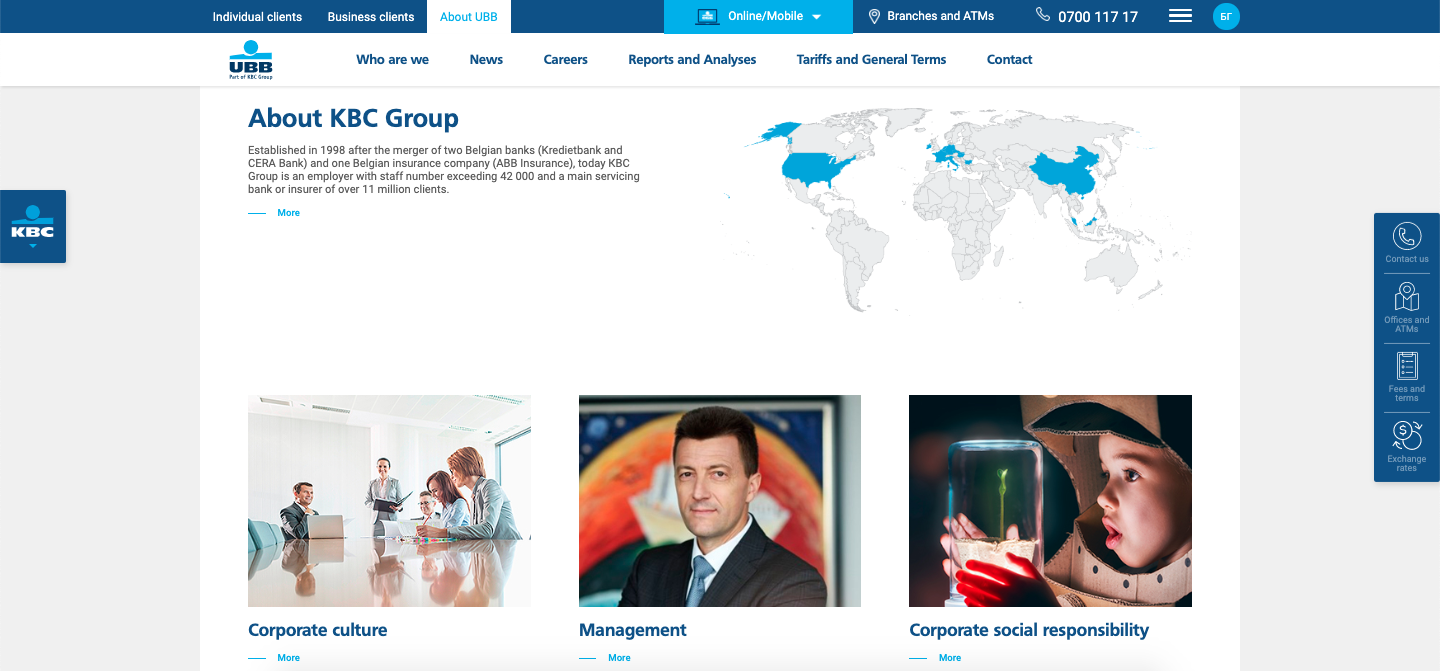 Individual clients
Business clients
About UBB
Online/Mobile
Branches and ATMs
0700 117 17
БГ
UBB
Part of KBC Group
Who are we
News
Careers
Reports and Analyses
Tariffs and General Terms
Contact
About KBC Group
Established in 1998 after the merger of two Belgian banks (Kredietbank and
CERA Bank) and one Belgian insurance company (ABB Insurance), today KBC
Group is an employer with staff number exceeding 42 000 and a main servicing
bank or insurer of over 11 million clients.
More
KBC
Contact us
Offices and
ATMs
Fees and
terms
Exchange
rates
Corporate culture
More
Management
More
Corporate social responsibility
More